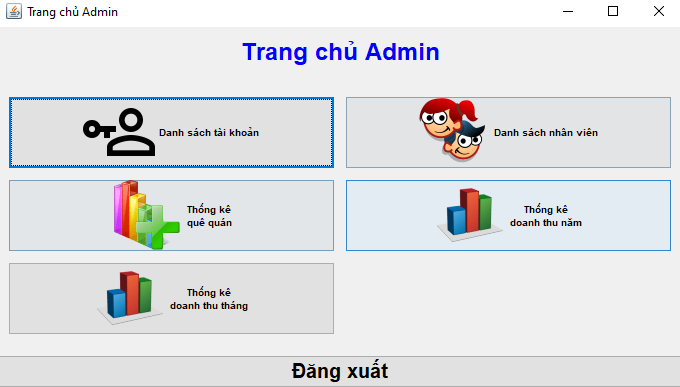 Trang chủ Admin
Trang chủ Admin
Danh sách tài khoản
Danh sách nhân viên
Thống kê
quê quán
Thống kê
doanh thu năm
Thống kê
doanh thu tháng
Đăng xuất